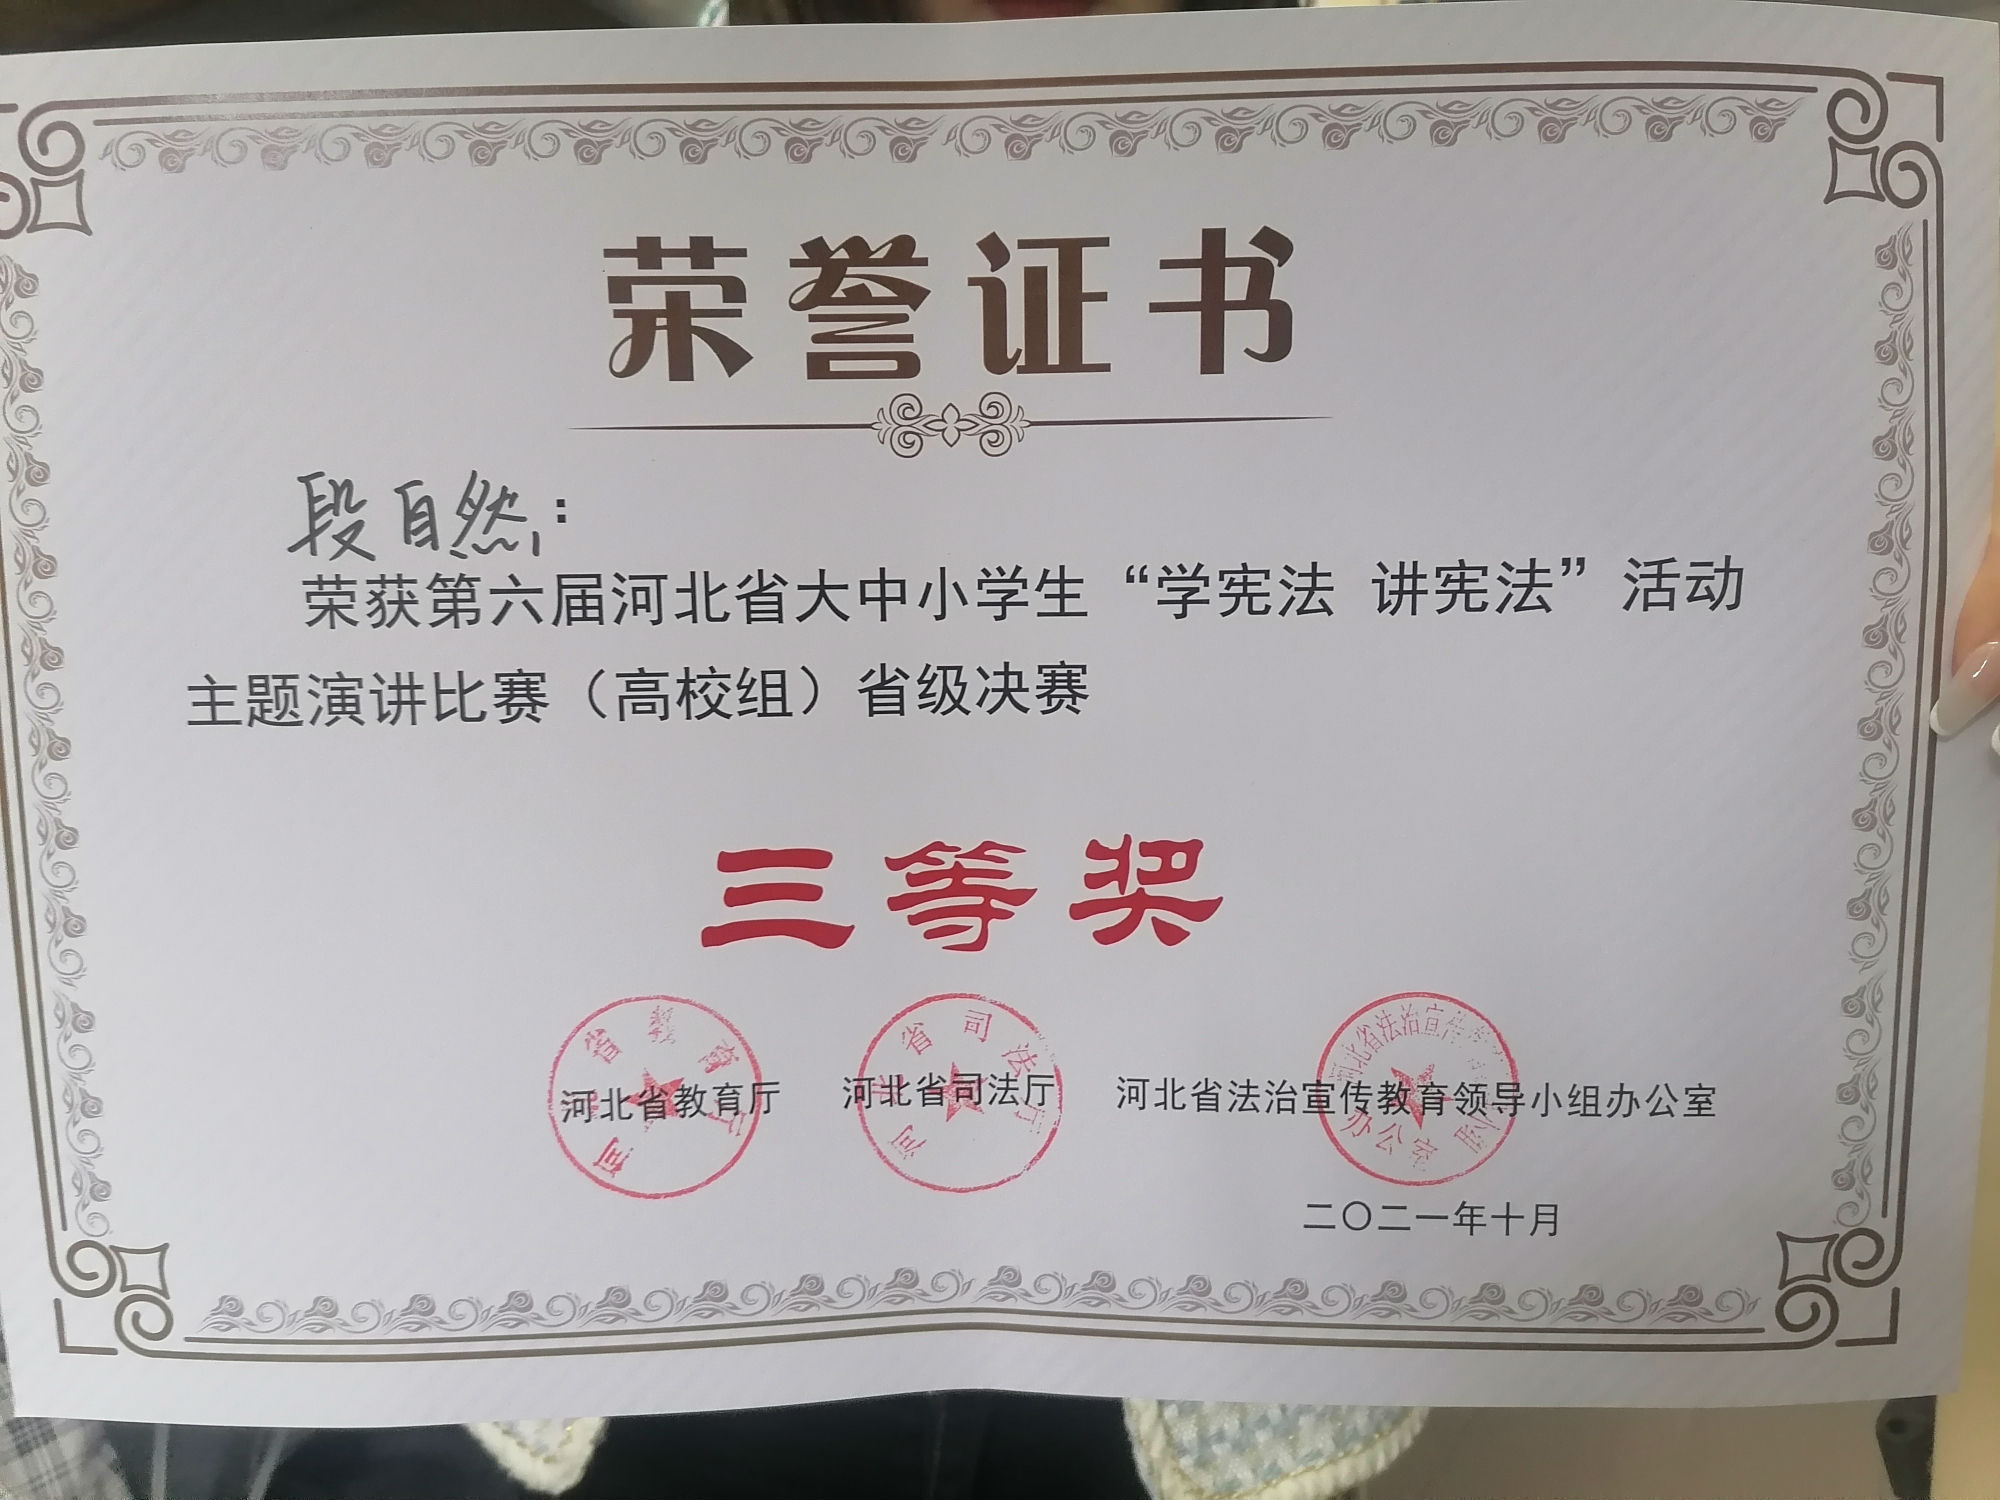 荣誉证书
段自然：
荣获第六届河北省大中小学生“学宪法 讲宪法”活动
主题演讲比赛（高校组）省级决赛
三等奖
河北省教育厅 河北省司法厅 河北省法治宣传教育领导小组办公室
二〇二一年十月